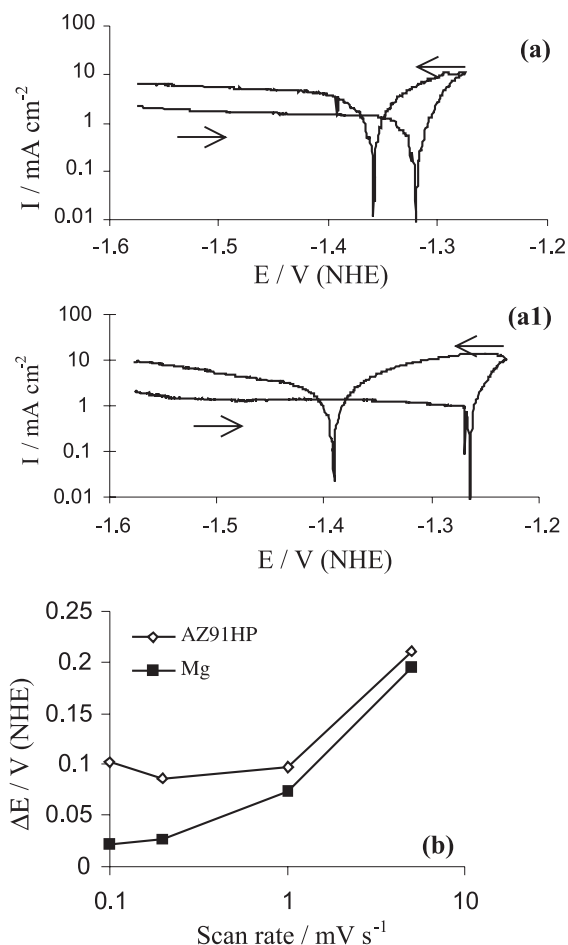 (a)
100
10
1
0.1
0.01
I / mA cm⁻²
-1.6 -1.5 -1.4 -1.3 -1.2
E / V (NHE)
(a1)
100
10
1
0.1
0.01
I / mA cm⁻²
-1.6 -1.5 -1.4 -1.3 -1.2
E / V (NHE)
0.25
0.2
0.15
0.1
0.05
0
ΔE / V (NHE)
AZ91HP
Mg
(b)
0.1 1 10
Scan rate / mV s⁻¹